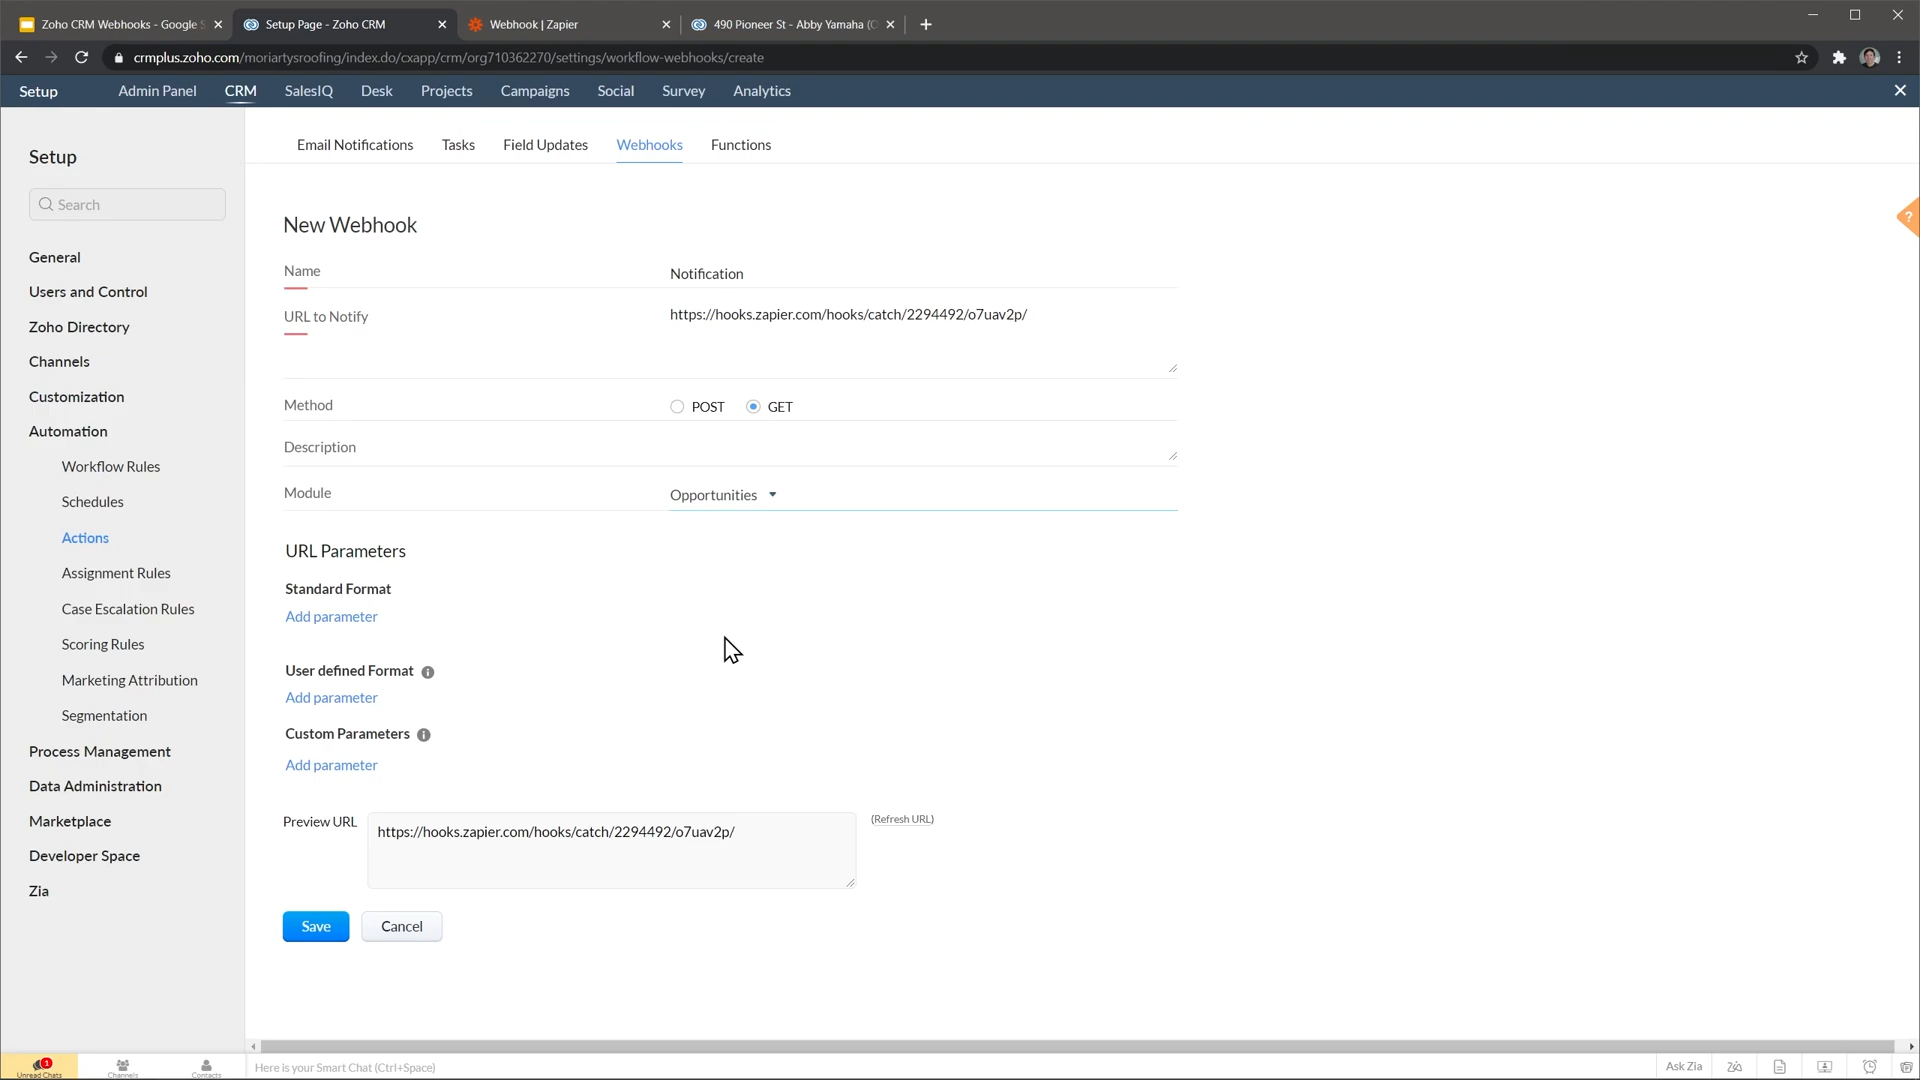 Zoho CRM Webhooks - Google S
Setup Page - Zoho CRM
Webhook | Zapier
490 Pioneer St - Abby Yamaha (O
crmplus.zoho.com/moriartysroofing/index.do/cxapp/crm/org710362270/settings/workflow-webhooks/create
Setup
Admin Panel
CRM
SalesIQ
Desk
Projects
Campaigns
Social
Survey
Analytics
Setup
Search
General
Users and Control
Zoho Directory
Channels
Customization
Automation
Workflow Rules
Schedules
Actions
Assignment Rules
Case Escalation Rules
Scoring Rules
Marketing Attribution
Segmentation
Process Management
Data Administration
Marketplace
Developer Space
Zia
Email Notifications
Tasks
Field Updates
Webhooks
Functions
?
New Webhook
Name
Notification
URL to Notify
https://hooks.zapier.com/hooks/catch/2294492/o7uav2p/
Method
POST
GET
Description
Module
Opportunities
URL Parameters
Standard Format
Add parameter
User defined Format
Add parameter
Custom Parameters
Add parameter
Preview URL
https://hooks.zapier.com/hooks/catch/2294492/o7uav2p/
(Refresh URL)
Save
Cancel
1
Unread Chats
Channels
Contacts
Here is your Smart Chat (Ctrl+Space)
Ask Zia